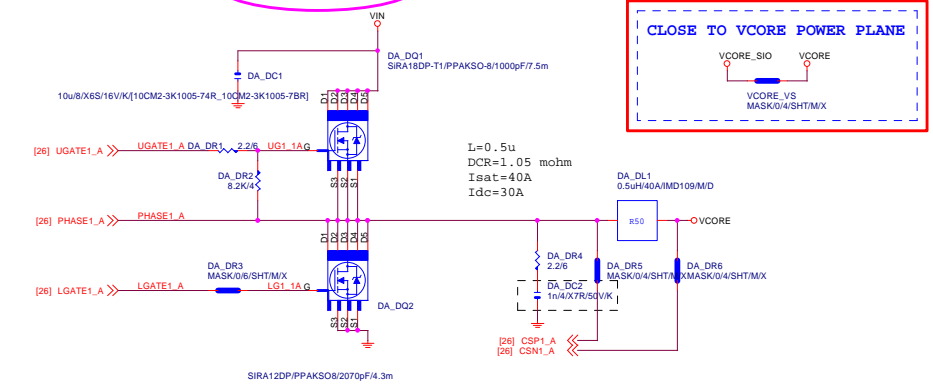 VIN
CLOSE TO VCORE POWER PLANE
VCORE_SIO
VCORE
VCORE_VS
MASK/0/4/SHT/M/X
DA_DQ1
SiRA18DP-T1/PPAKSO-8/1000pF/7.5m
DA_DC1
10u/8/X6S/16V/K/[10CM2-3K1005-74R_10CM2-3K1005-7BR]
D1 D2 D3 D4 D5
[26] UGATE1_A
UGATE1_A
DA_DR1
2.2/6
UG1_1A
G
S3 S2 S1
DA_DR2
8.2K/4
L=0.5u
DCR=1.05 mohm
Isat=40A
Idc=30A
DA_DL1
0.5uH/40A/IMD109/M/D
R50
VCORE
[26] PHASE1_A
PHASE1_A
D1 D2 D3 D4 D5
DA_DR3
MASK/0/6/SHT/M/X
[26] LGATE1_A
LGATE1_A
LG1_1A
G
S3 S2 S1
DA_DQ2
SIRA12DP/PPAKSO8/2070pF/4.3m
DA_DR4
2.2/6
DA_DC2
1n/4/X7R/50V/K
DA_DR5
MASK/0/4/SHT/M/X
DA_DR6
MASK/0/4/SHT/M/X
[26] CSP1_A
[26] CSN1_A